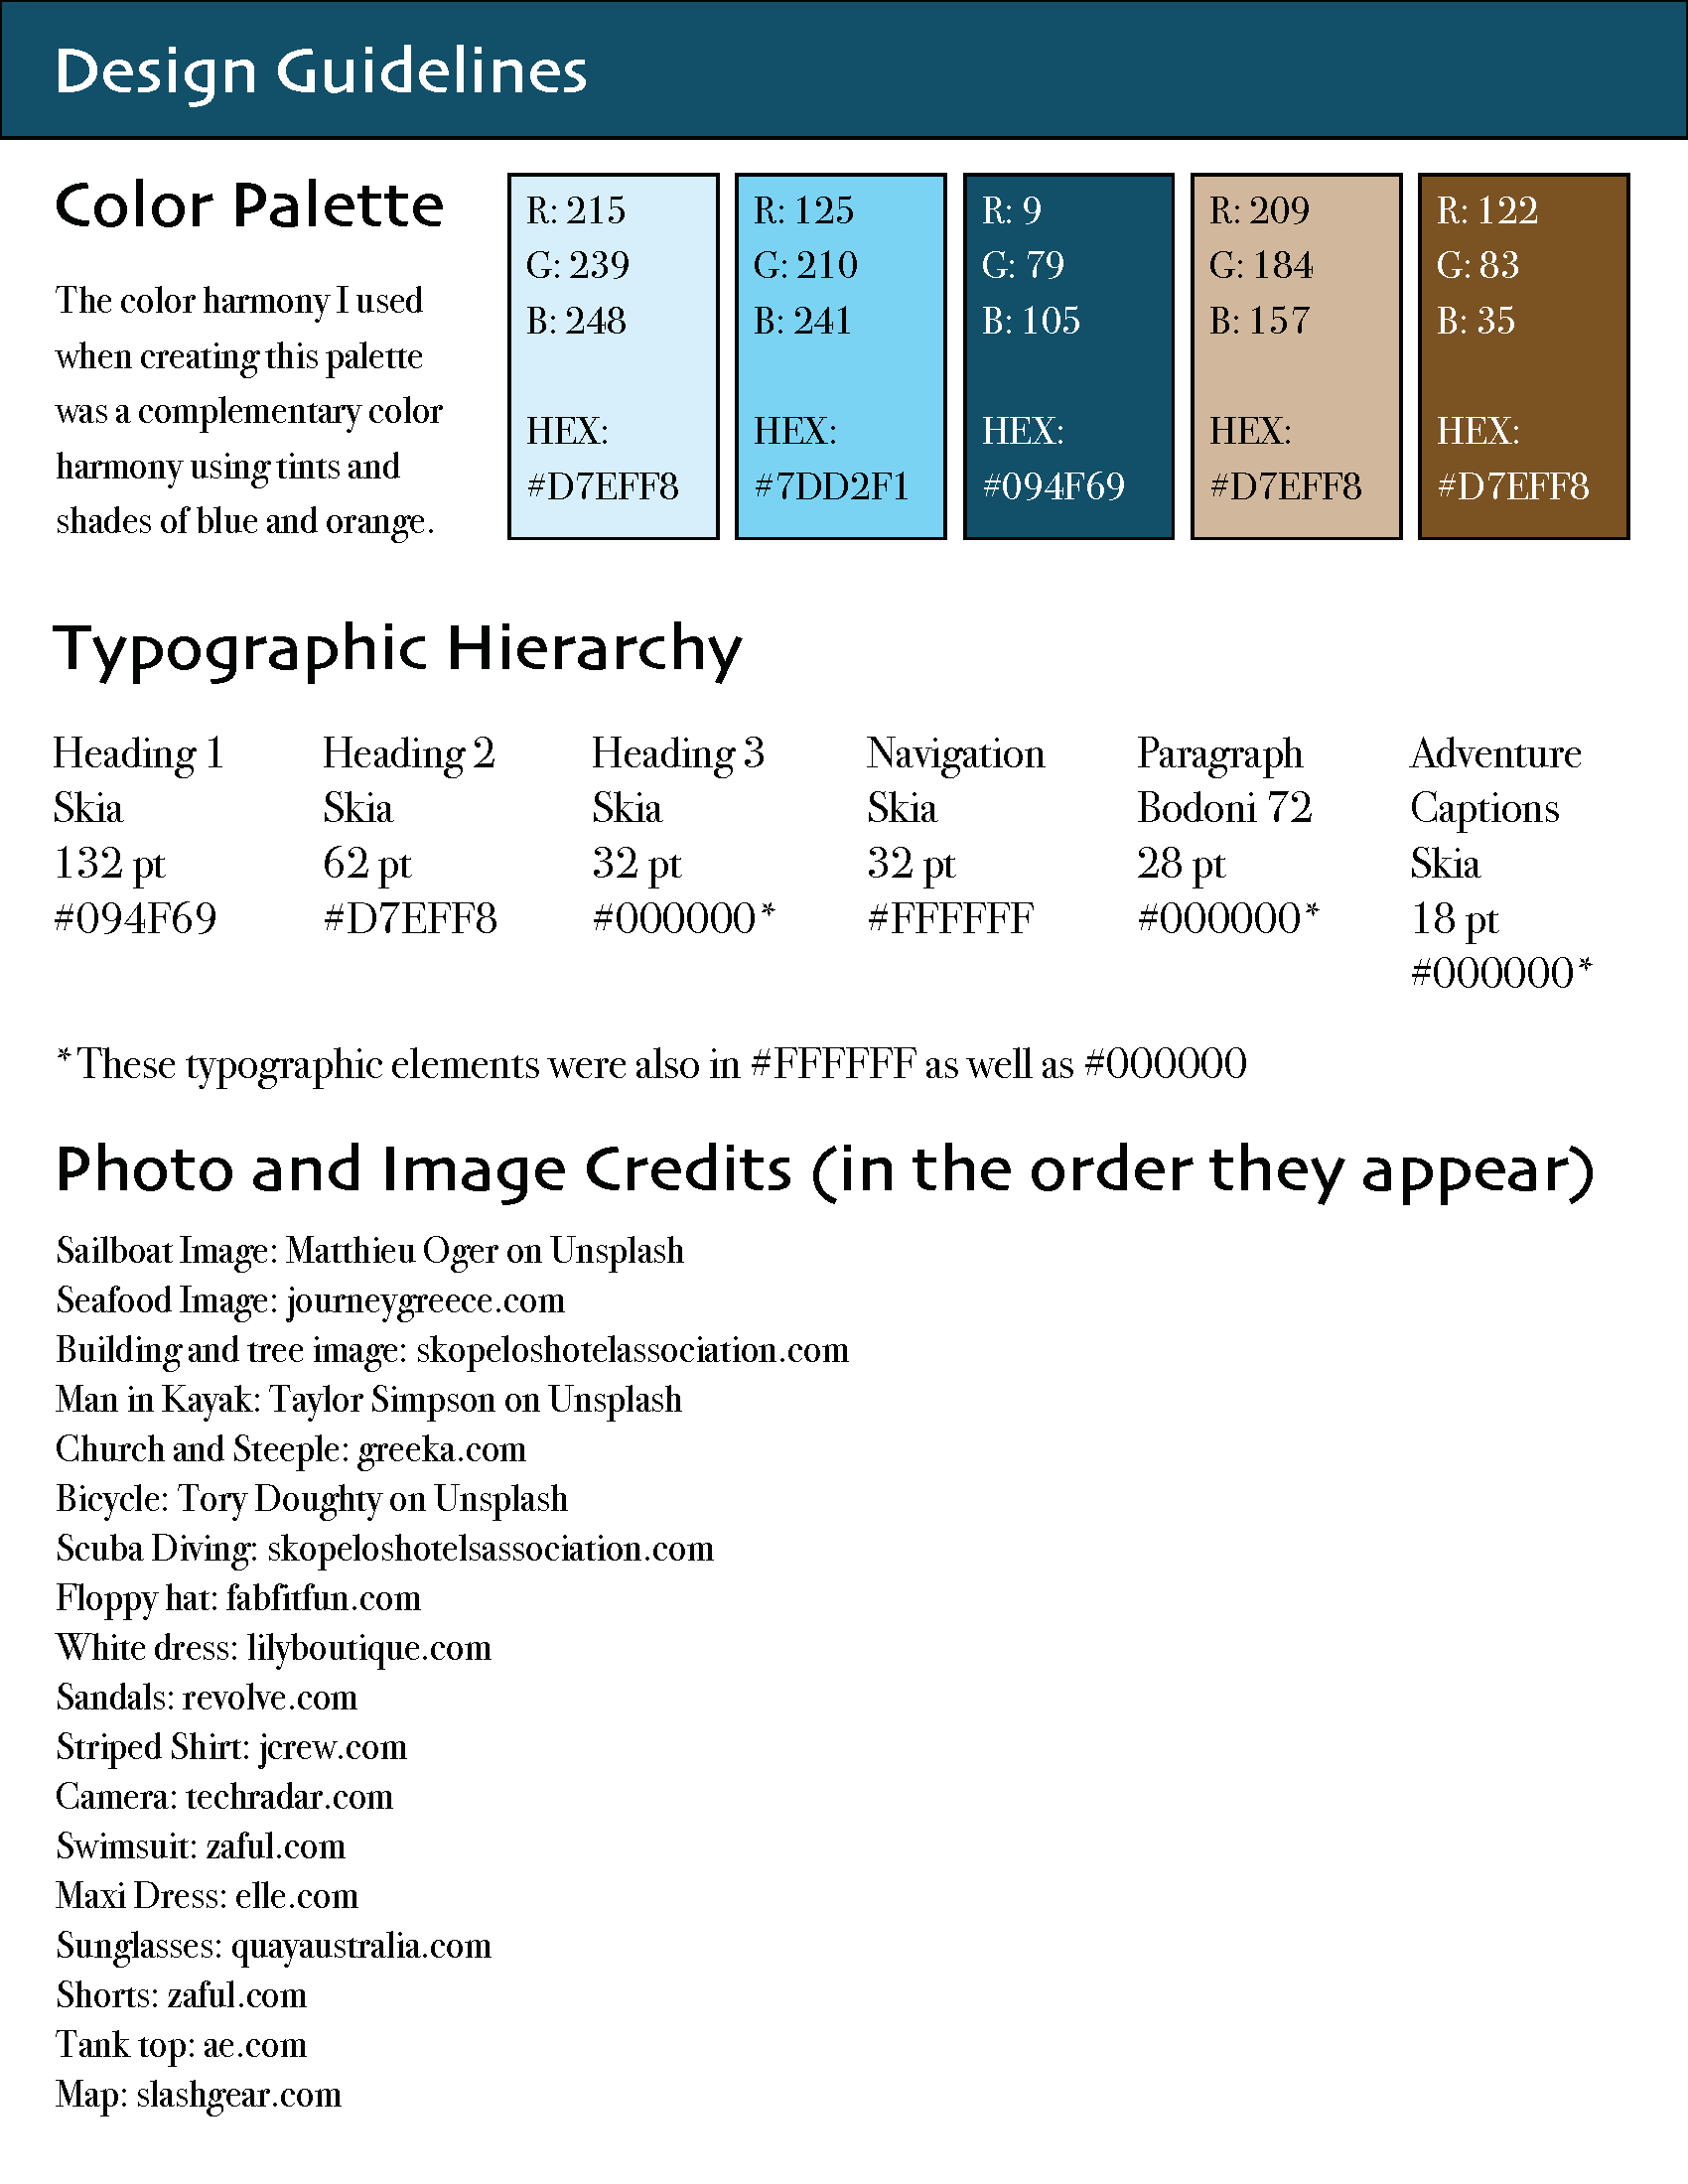 Design Guidelines
Color Palette
The color harmony I used
when creating this palette
was a complementary color
harmony using tints and
shades of blue and orange.
R: 215
G: 239
B: 248
HEX:
#D7EFF8
R: 125
G: 210
B: 241
HEX:
#7DD2F1
R: 9
G: 79
B: 105
HEX:
#094F69
R: 209
G: 184
B: 157
HEX:
#D7EFF8
R: 122
G: 83
B: 35
HEX:
#D7EFF8
Typographic Hierarchy
Heading 1
Skia
132 pt
#094F69
Heading 2
Skia
62 pt
#D7EFF8
Heading 3
Skia
32 pt
#000000*
Navigation
Skia
32 pt
#FFFFFF
Paragraph
Bodoni 72
28 pt
#000000*
Adventure
Captions
Skia
18 pt
#000000*
*These typographic elements were also in #FFFFFF as well as #000000
Photo and Image Credits (in the order they appear)
Sailboat Image: Matthieu Oger on Unsplash
Seafood Image: journeygreece.com
Building and tree image: skopeloshotelassociation.com
Man in Kayak: Taylor Simpson on Unsplash
Church and Steeple: greeka.com
Bicycle: Tory Doughty on Unsplash
Scuba Diving: skopeloshotelsassociation.com
Floppy hat: fabfitfun.com
White dress: lilyboutique.com
Sandals: revolve.com
Striped Shirt: jcrew.com
Camera: techradar.com
Swimsuit: zaful.com
Maxi Dress: elle.com
Sunglasses: quayaustralia.com
Shorts: zaful.com
Tank top: ae.com
Map: slashgear.com